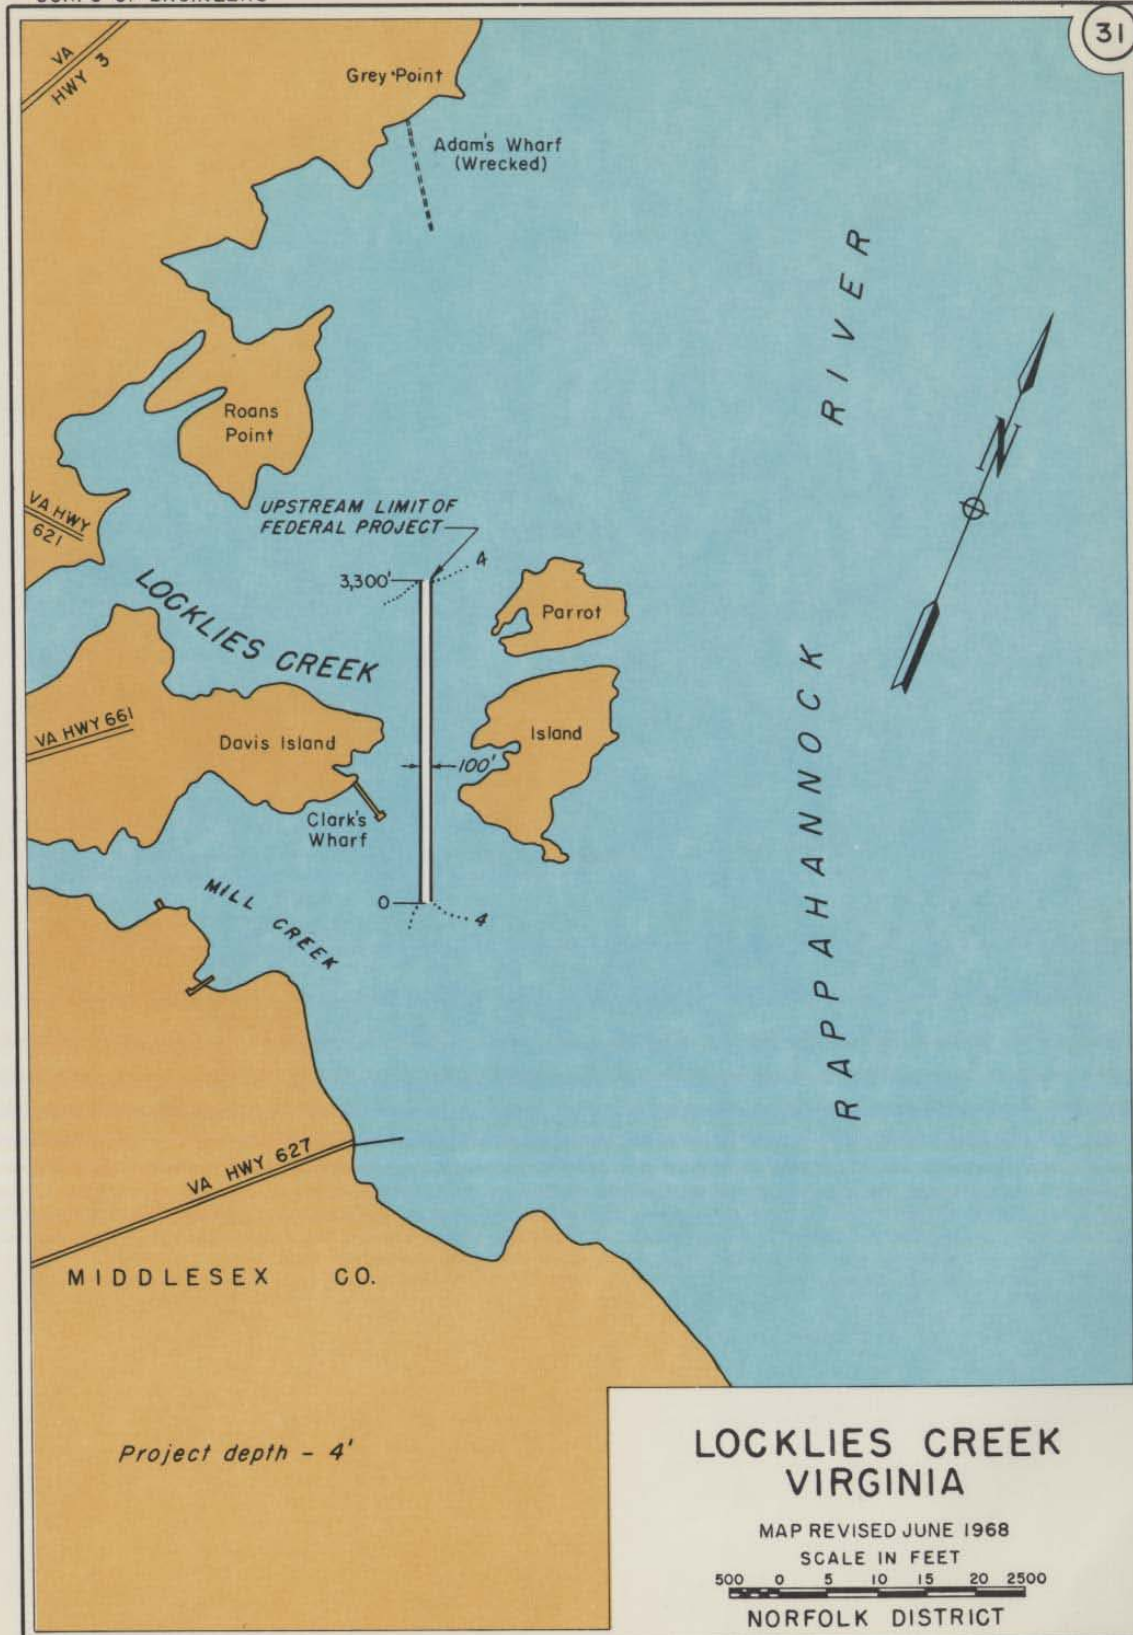 31
VA
HWY 3
Grey Point
Adam's Wharf
(Wrecked)
RAPPAHANNOCK RIVER
N
Roans
Point
VA HWY
621
UPSTREAM LIMIT OF
FEDERAL PROJECT
4
3,300'
Parrot
LOCKLIES CREEK
VA HWY 661
Davis Island
Island
100'
Clark's
Wharf
MILL CREEK
0
4
VA HWY 627
MIDDLESEX CO.
Project depth - 4'
LOCKLIES CREEK
VIRGINIA
MAP REVISED JUNE 1968
SCALE IN FEET
500 0 5 10 15 20 2500
NORFOLK DISTRICT